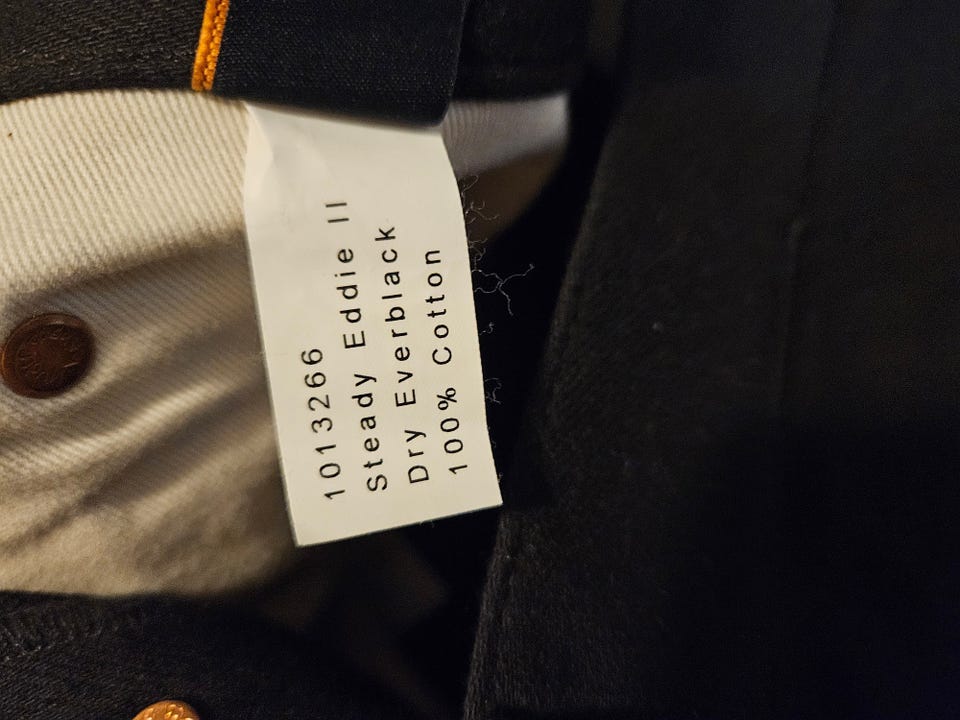 1013266
Steady Eddie II
Dry Everblack
100% Cotton